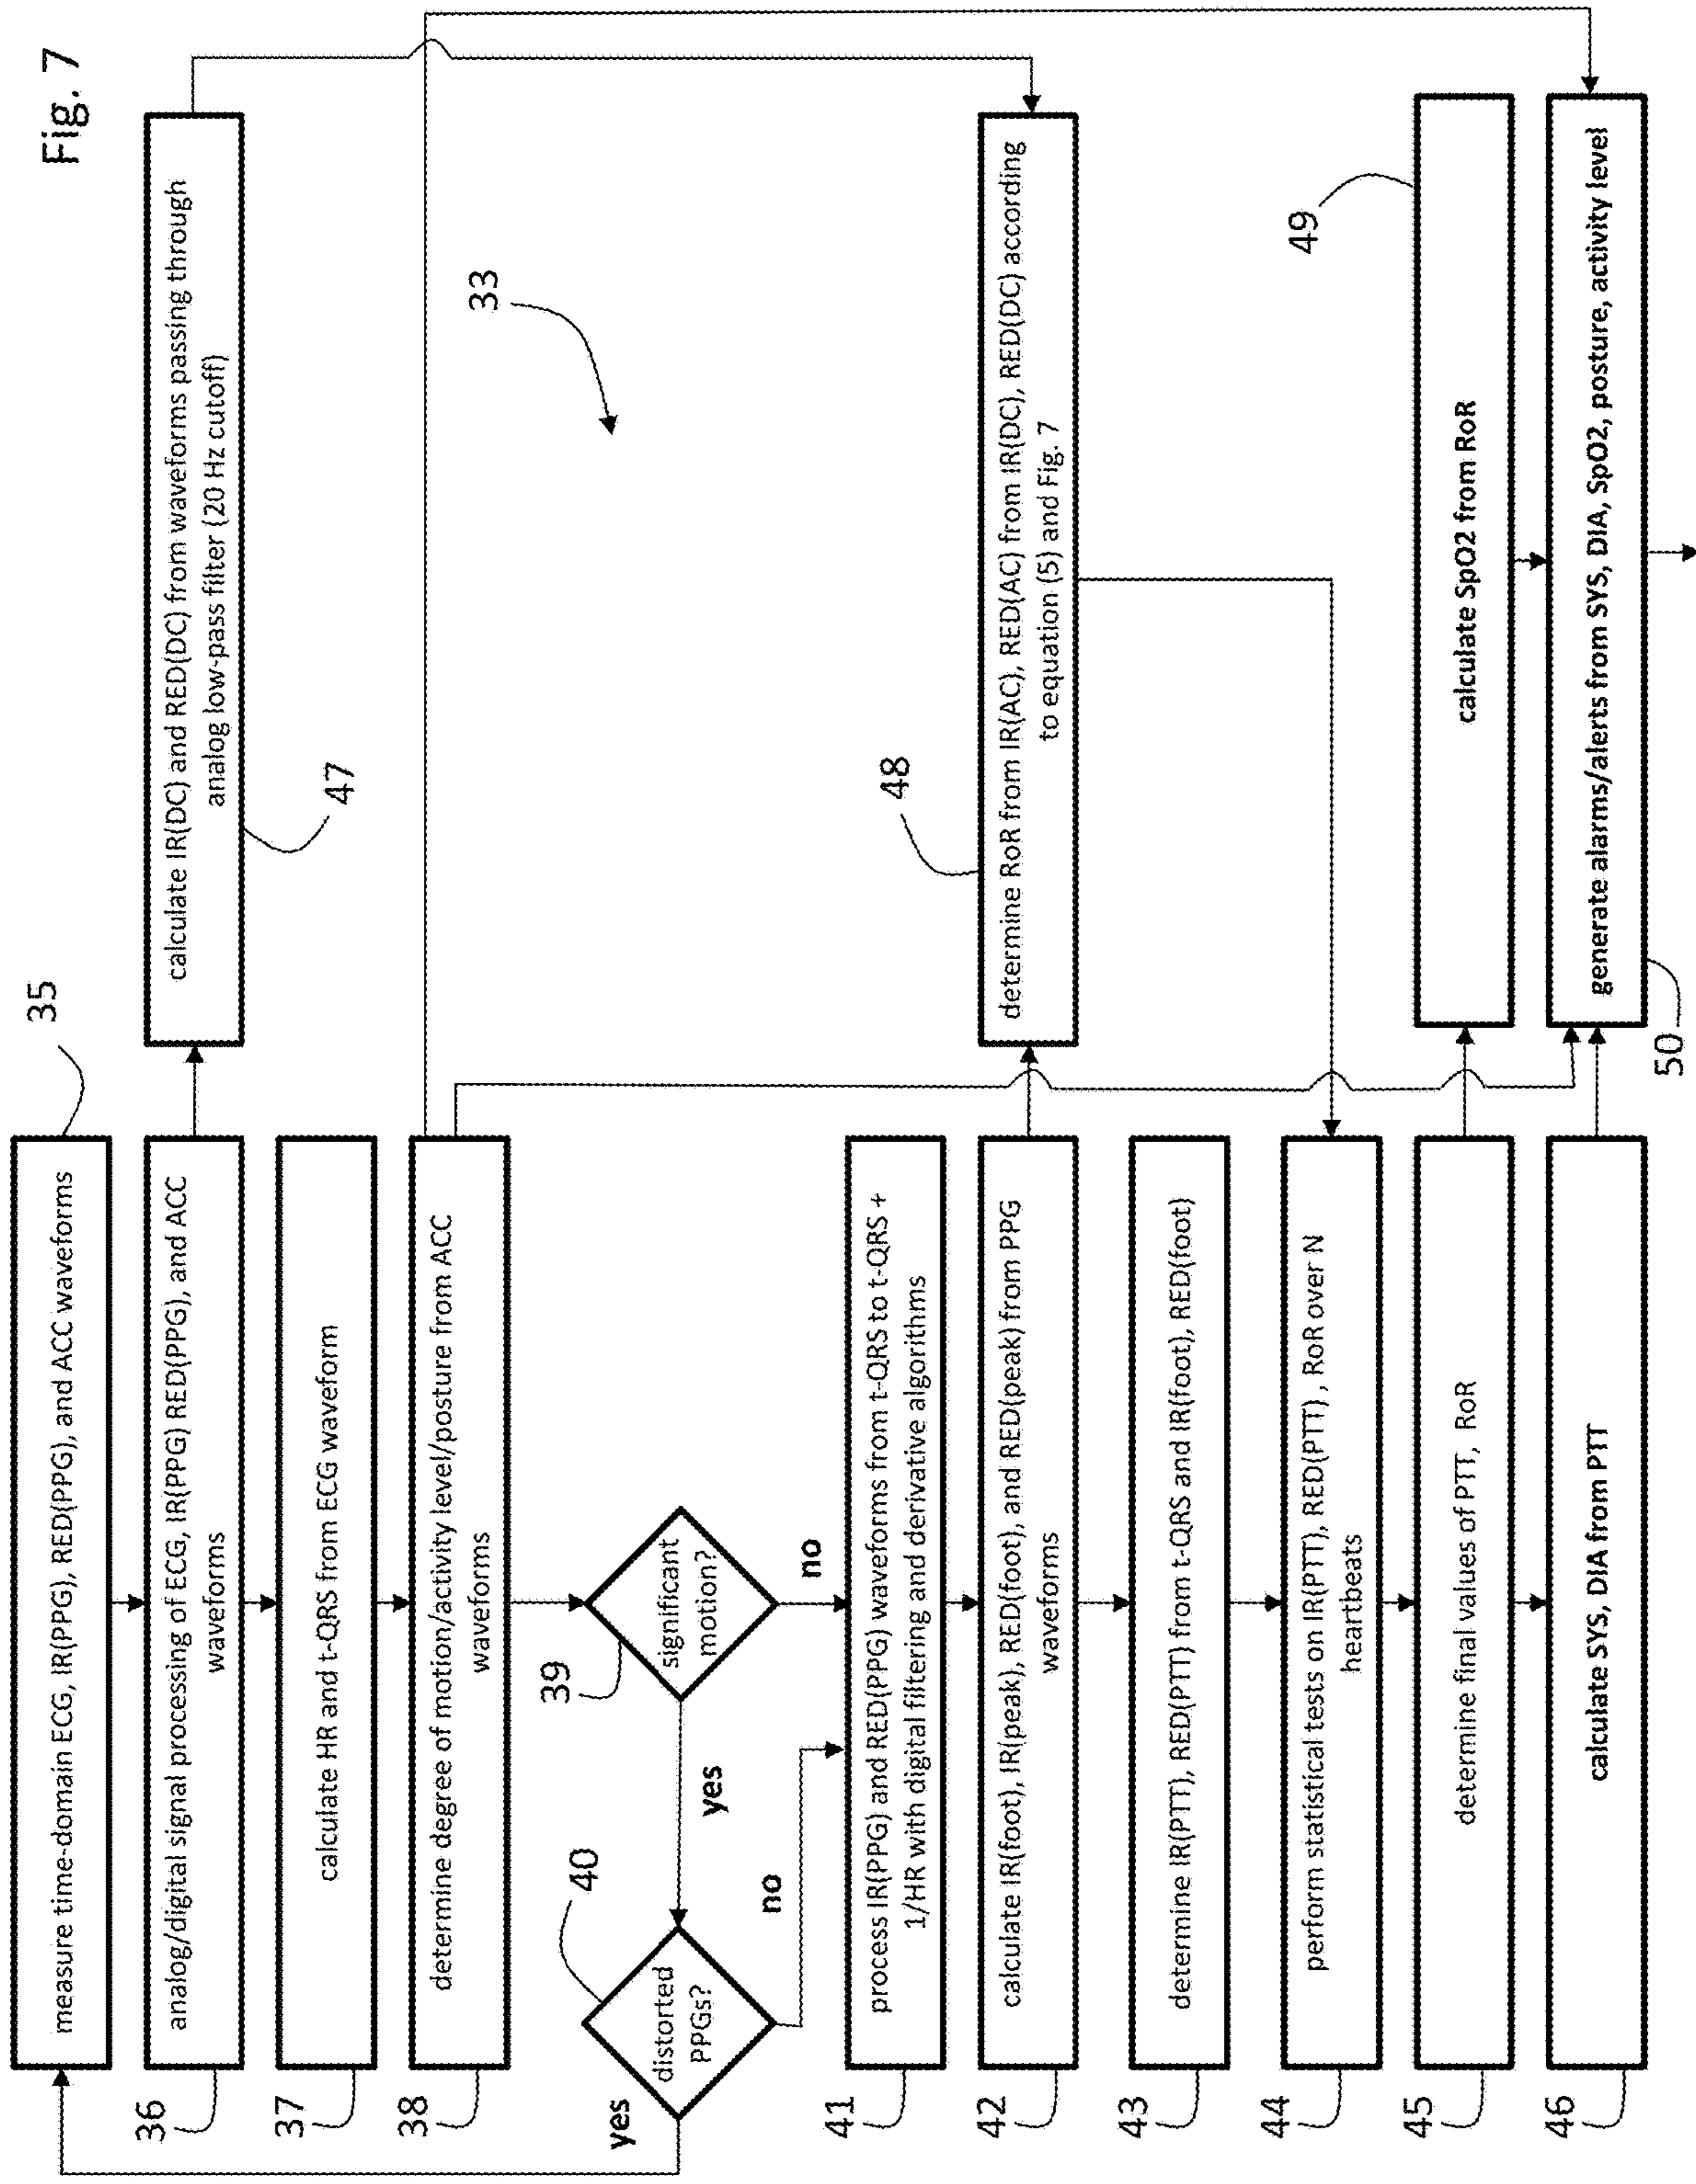 Fig. 7
35
measure time-domain ECG, IR(PPG), RED(PPG), and ACC waveforms
36
analog/digital signal processing of ECG, IR(PPG) RED(PPG), and ACC
waveforms
calculate IR(DC) and RED(DC) from waveforms passing through
analog low-pass filter (20 Hz cutoff)
47
37
calculate HR and t-QRS from ECG waveform
38
determine degree of motion/activity level/posture from ACC
waveforms
33
39
significant
motion?
yes
no
40
distorted
PPGs?
yes
no
41
process IR(PPG) and RED(PPG) waveforms from t-QRS to t-QRS +
1/HR with digital filtering and derivative algorithms
42
calculate IR(foot), IR(peak), RED(foot), and RED(peak) from PPG
waveforms
48
determine RoR from IR(AC), RED(AC) from IR(DC), RED(DC) according
to equation (5) and Fig. 7
43
determine IR(PTT), RED(PTT) from t-QRS and IR(foot), RED(foot)
44
perform statistical tests on IR(PTT), RED(PTT), RoR over N
heartbeats
45
determine final values of PTT, RoR
49
calculate SpO2 from RoR
46
calculate SYS, DIA from PTT
generate alarms/alerts from SYS, DIA, SpO2, posture, activity level
50